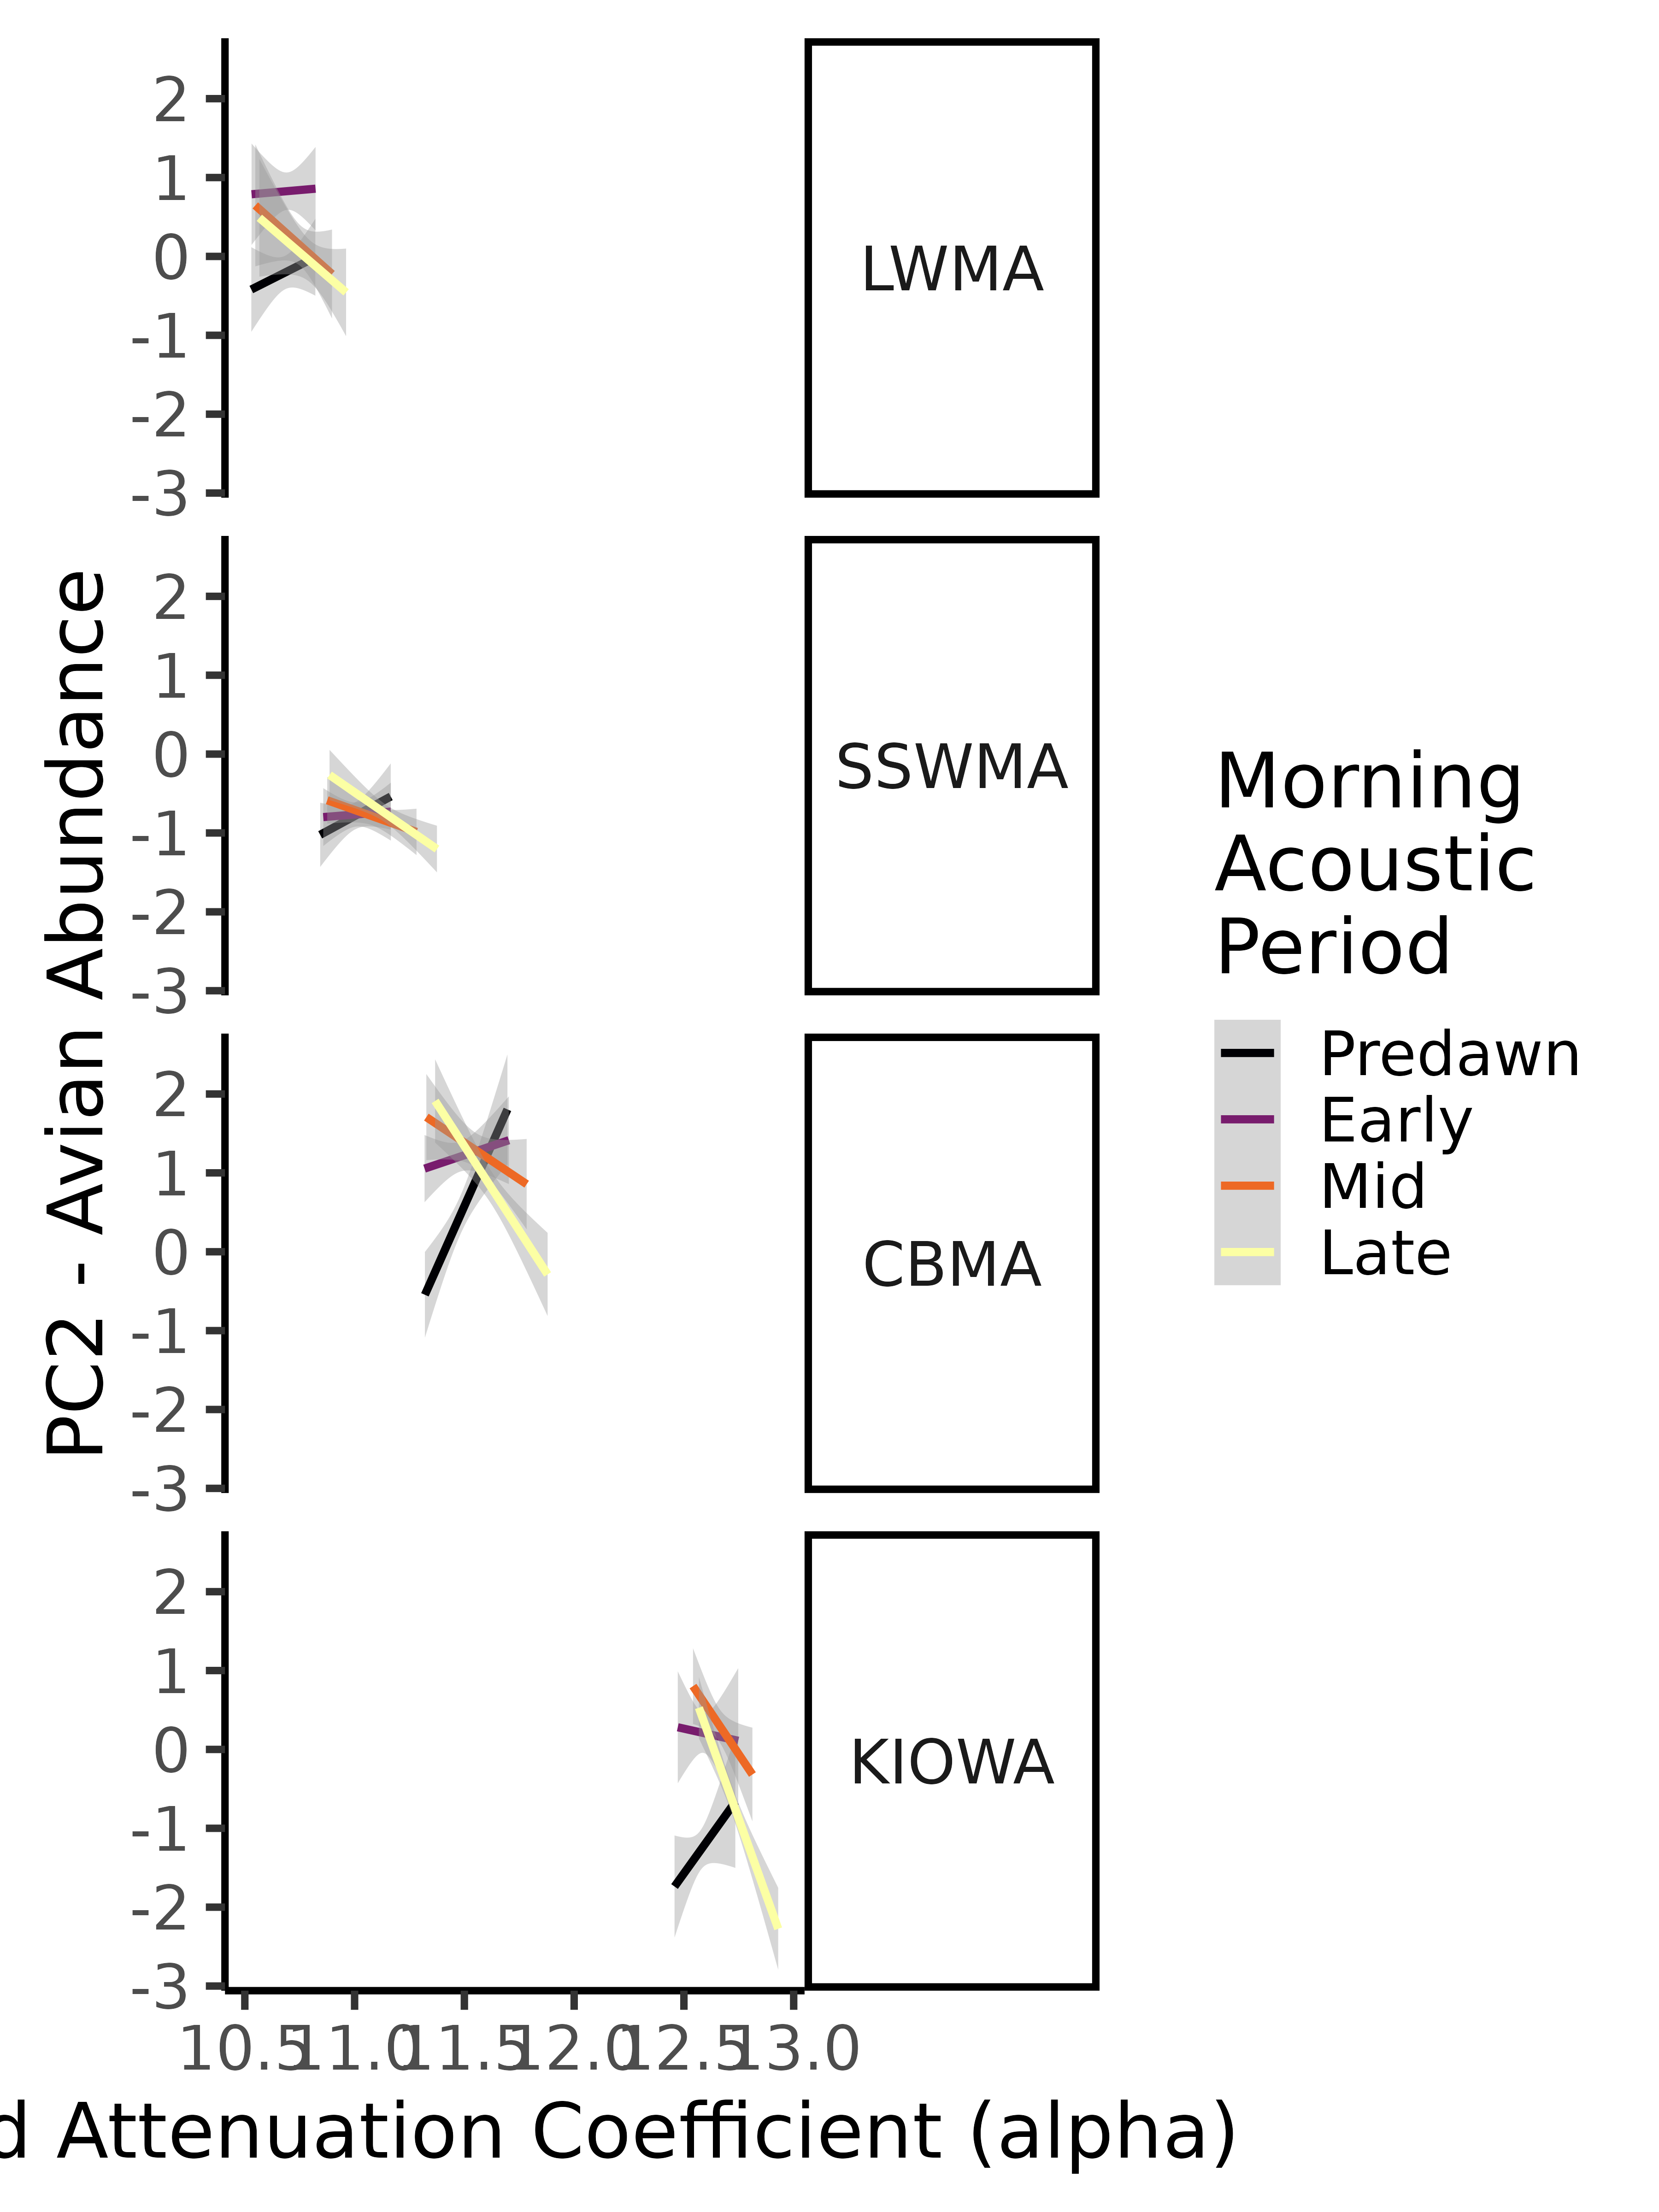 2
1
0
-1
-2
-3
LWMA
2
1
0
-1
-2
-3
SSWMA
2
1
0
-1
-2
-3
CBMA
2
1
0
-1
-2
-3
KIOWA
10.5 11.0 11.5 12.0 12.5 13.0
d Attenuation Coefficient (alpha)
PC2 - Avian Abundance
Morning
Acoustic
Period
Predawn
Early
Mid
Late